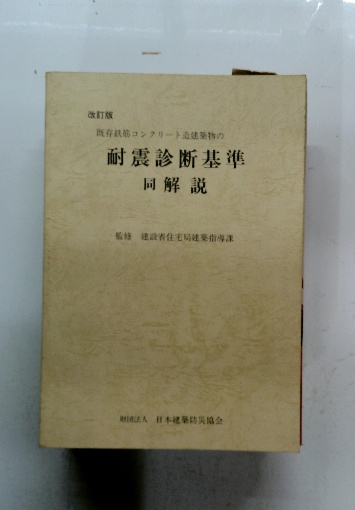 改訂版
既存鉄筋コンクリート造建築物の
耐震診断基準
同解説
監修 建設省住宅局建築指導課
財団法人 日本建築防災協会